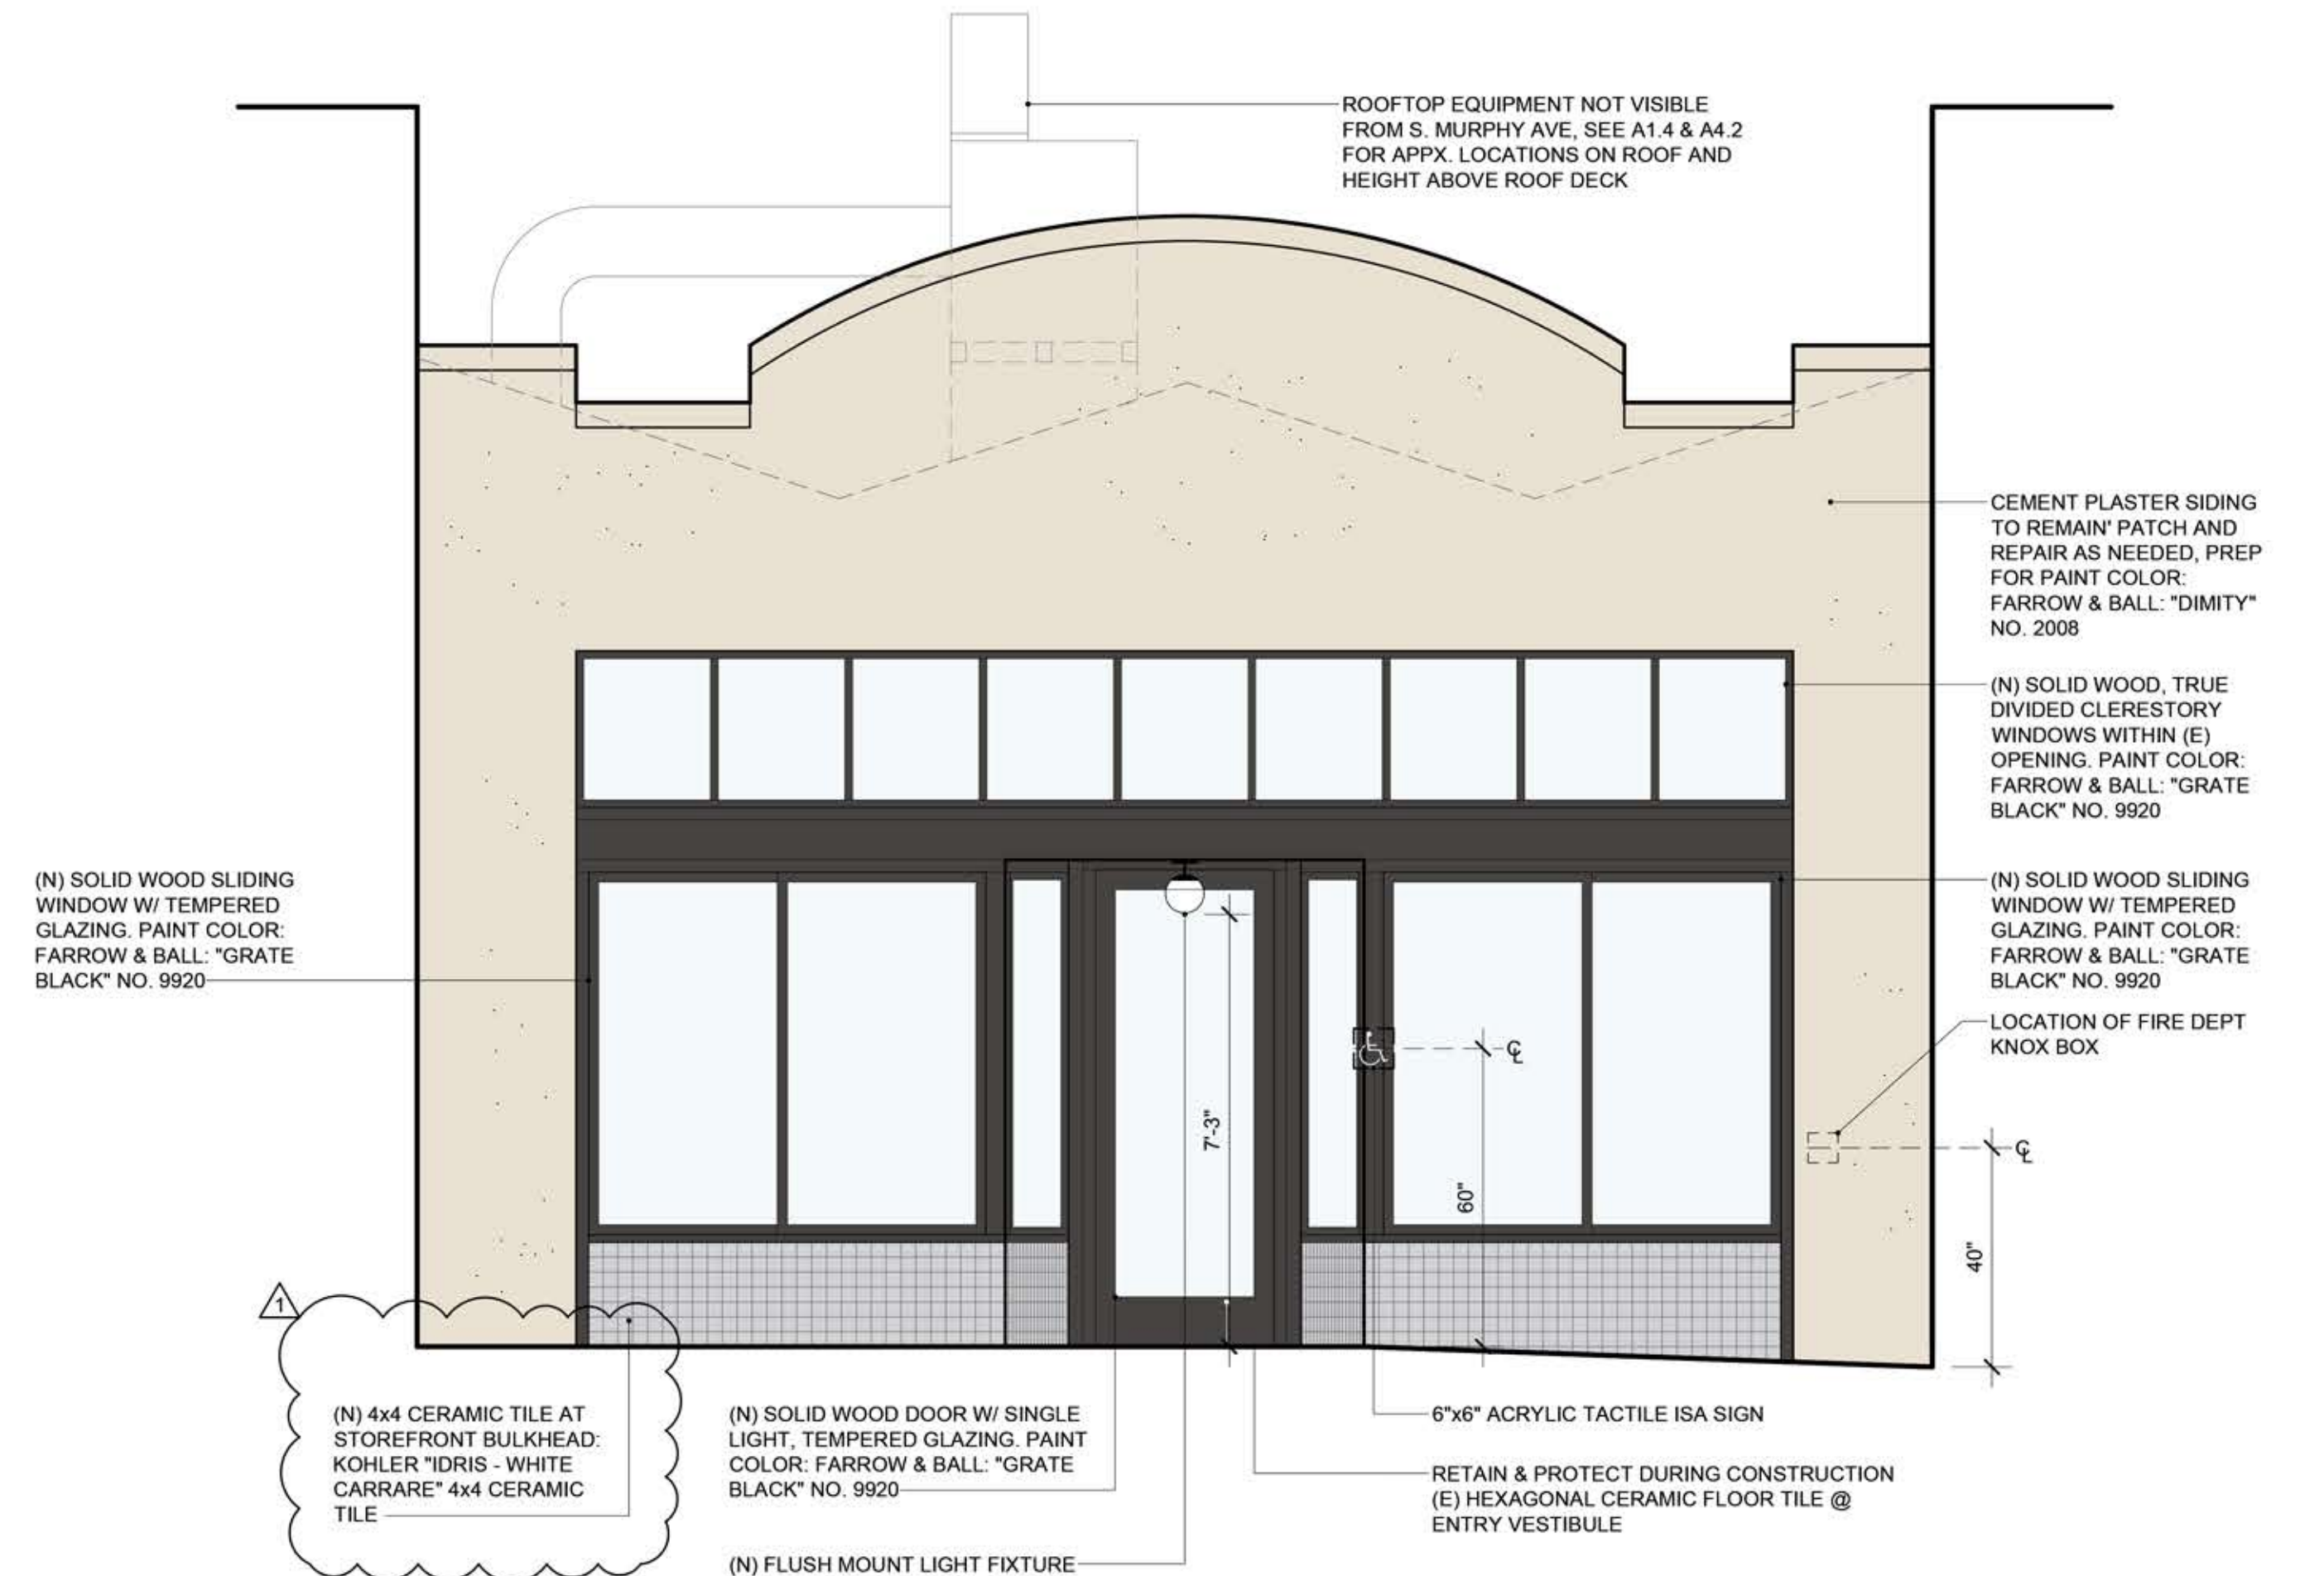 ROOFTOP EQUIPMENT NOT VISIBLE
FROM S. MURPHY AVE, SEE A1.4 & A4.2
FOR APPX. LOCATIONS ON ROOF AND
HEIGHT ABOVE ROOF DECK
CEMENT PLASTER SIDING
TO REMAIN' PATCH AND
REPAIR AS NEEDED, PREP
FOR PAINT COLOR:
FARROW & BALL: "DIMITY"
NO. 2008
(N) SOLID WOOD, TRUE
DIVIDED CLERESTORY
WINDOWS WITHIN (E)
OPENING. PAINT COLOR:
FARROW & BALL: "GRATE
BLACK" NO. 9920
(N) SOLID WOOD SLIDING
WINDOW W/ TEMPERED
GLAZING. PAINT COLOR:
FARROW & BALL: "GRATE
BLACK" NO. 9920
(N) SOLID WOOD SLIDING
WINDOW W/ TEMPERED
GLAZING. PAINT COLOR:
FARROW & BALL: "GRATE
BLACK" NO. 9920
LOCATION OF FIRE DEPT
KNOX BOX
℄
7'-3"
℄
60"
40"
1
(N) 4x4 CERAMIC TILE AT
STOREFRONT BULKHEAD:
KOHLER "IDRIS - WHITE
CARRARE" 4x4 CERAMIC
TILE
(N) SOLID WOOD DOOR W/ SINGLE
LIGHT, TEMPERED GLAZING. PAINT
COLOR: FARROW & BALL: "GRATE
BLACK" NO. 9920
(N) FLUSH MOUNT LIGHT FIXTURE
6"x6" ACRYLIC TACTILE ISA SIGN
RETAIN & PROTECT DURING CONSTRUCTION
(E) HEXAGONAL CERAMIC FLOOR TILE @
ENTRY VESTIBULE